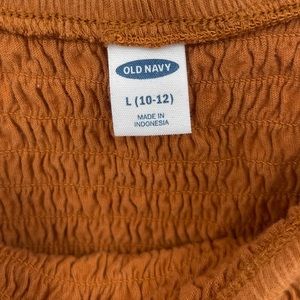 OLD NAVY
L (10-12)
MADE IN
INDONESIA